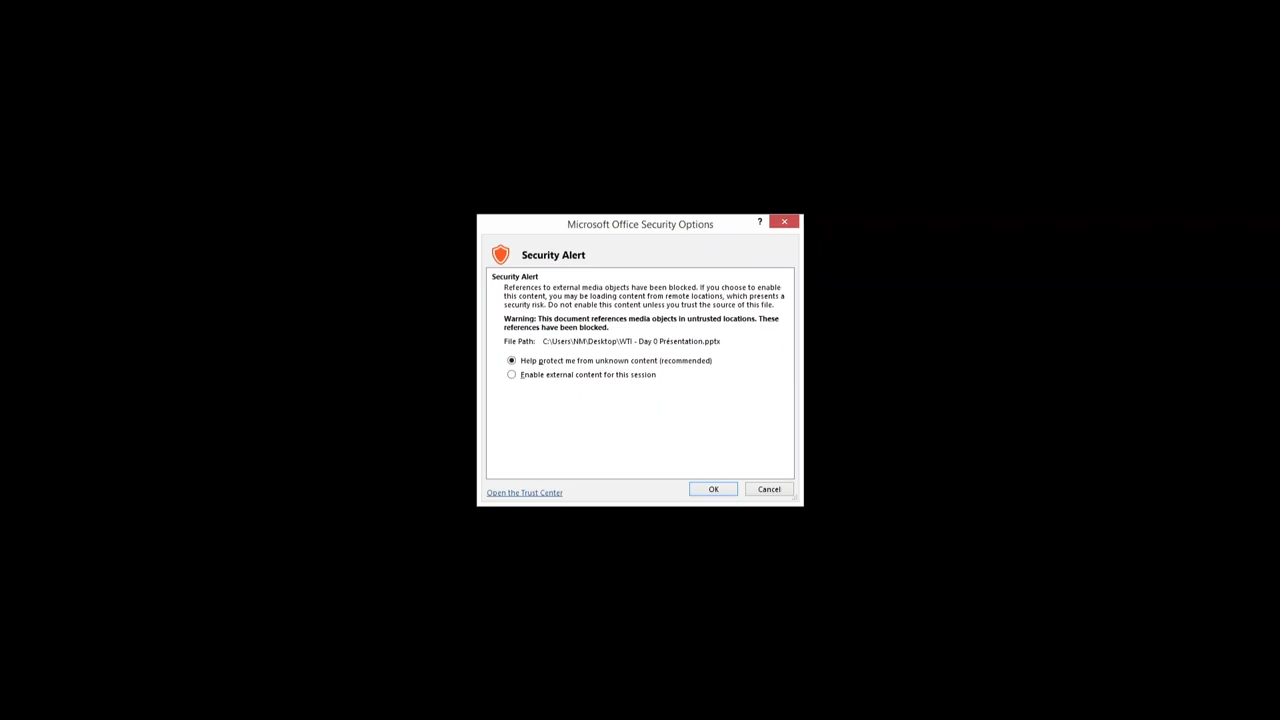 Microsoft Office Security Options
?
Security Alert
Security Alert
References to external media objects have been blocked. If you choose to enable
this content, you may be loading content from remote locations, which presents a
security risk. Do not enable this content unless you trust the source of this file.
Warning: This document references media objects in untrusted locations. These
references have been blocked.
File Path: C:\Users\NM\Desktop\WTI - Day 0 Présentation.pptx
Help protect me from unknown content (recommended)
Enable external content for this session
Open the Trust Center
OK
Cancel